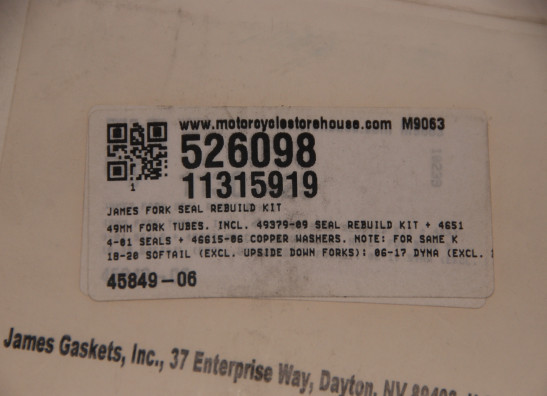 www.motorcyclestorehouse.com M9063
526098
1
11315919
JAMES FORK SEAL REBUILD KIT
49MM FORK TUBES. INCL. 49379-09 SEAL REBUILD KIT + 4651
4-01 SEALS + 46615-06 COPPER WASHERS. NOTE: FOR SAME K
18-20 SOFTAIL (EXCL. UPSIDE DOWN FORKS); 06-17 DYNA (EXCL.
45849-06
James Gaskets, Inc., 37 Enterprise Way, Dayton, NV 89403